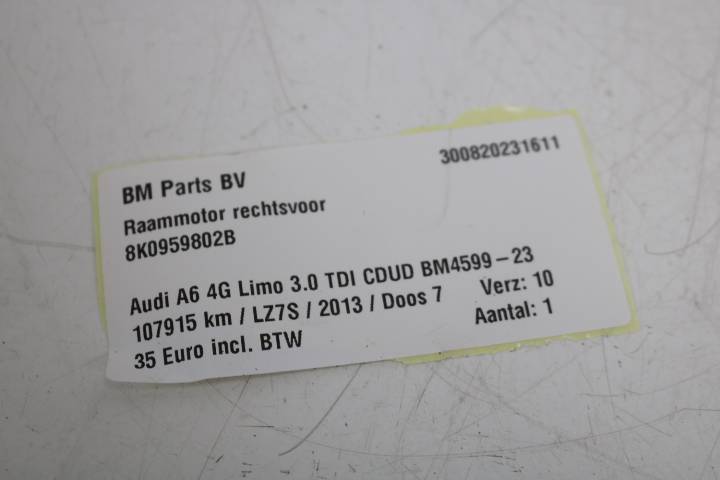 BM Parts BV
300820231611
Raammotor rechtsvoor
8K0959802B
Audi A6 4G Limo 3.0 TDI CDUD BM4599-23
107915 km / LZ7S / 2013 / Doos 7 Verz: 10
35 Euro incl. BTW Aantal: 1